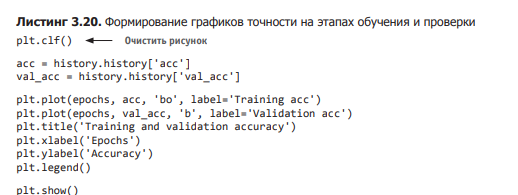 Листинг 3.20. Формирование графиков точности на этапах обучения и проверки
plt.clf() Очистить рисунок
acc = history.history['acc']
val_acc = history.history['val_acc']
plt.plot(epochs, acc, 'bo', label='Training acc')
plt.plot(epochs, val_acc, 'b', label='Validation acc')
plt.title('Training and validation accuracy')
plt.xlabel('Epochs')
plt.ylabel('Accuracy')
plt.legend()
plt.show()